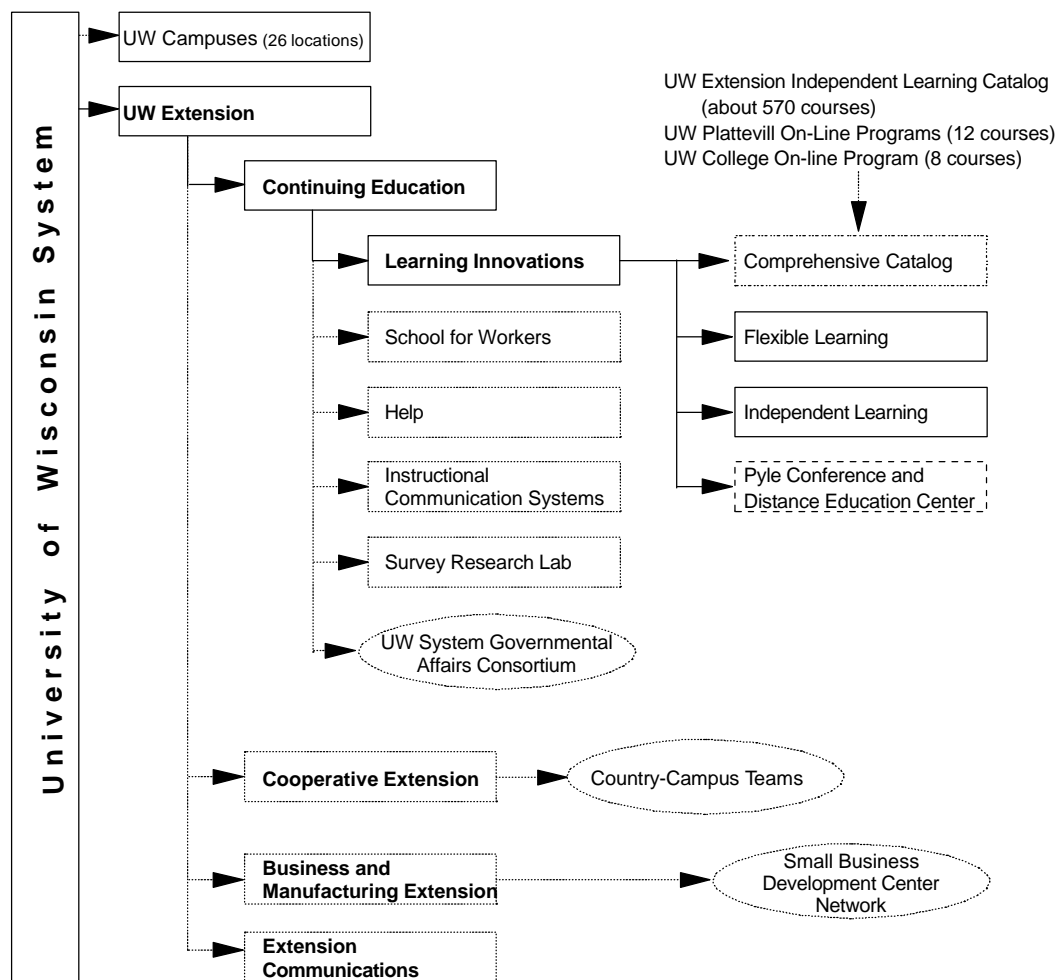 University of Wisconsin System
UW Campuses (26 locations)
UW Extension
UW Extension Independent Learning Catalog
(about 570 courses)
UW Plattevill On-Line Programs (12 courses)
UW College On-line Program (8 courses)
Continuing Education
Learning Innovations
Comprehensive Catalog
School for Workers
Flexible Learning
Help
Independent Learning
Instructional
Communication Systems
Pyle Conference and
Distance Education Center
Survey Research Lab
UW System Governmental
Affairs Consortium
Cooperative Extension
Country-Campus Teams
Business and
Manufacturing Extension
Small Business
Development Center
Network
Extension
Communications